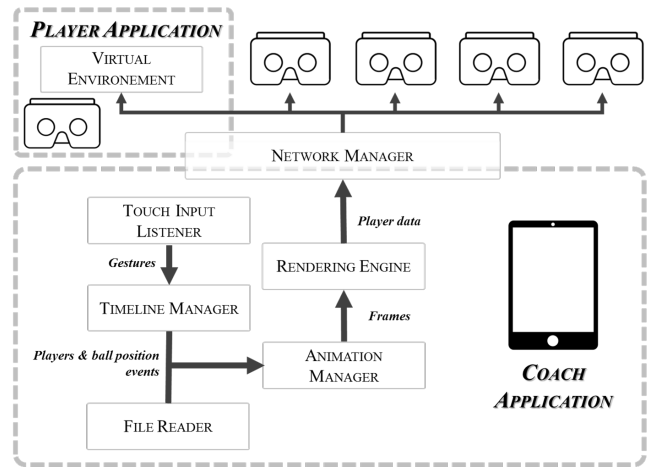 PLAYER APPLICATION
VIRTUAL
ENVIRONEMENT
NETWORK MANAGER
TOUCH INPUT
LISTENER
Player data
Gestures
RENDERING ENGINE
TIMELINE MANAGER
Frames
Players & ball position
events
ANIMATION
MANAGER
COACH
APPLICATION
FILE READER